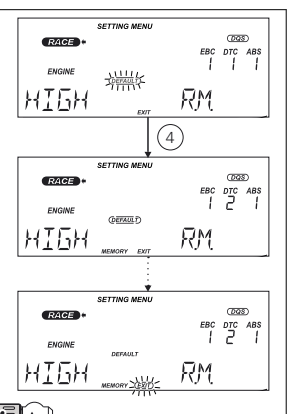 SETTING MENU
RACE
DQS
EBC DTC ABS
1 1 1
ENGINE
DEFAULT
HIGH RM.
EXIT
4
SETTING MENU
RACE
DQS
EBC DTC ABS
1 2 1
ENGINE
DEFAULT
HIGH RM.
MEMORY EXIT
SETTING MENU
RACE
DQS
EBC DTC ABS
1 2 1
ENGINE
DEFAULT
HIGH RM.
MEMORY EXIT